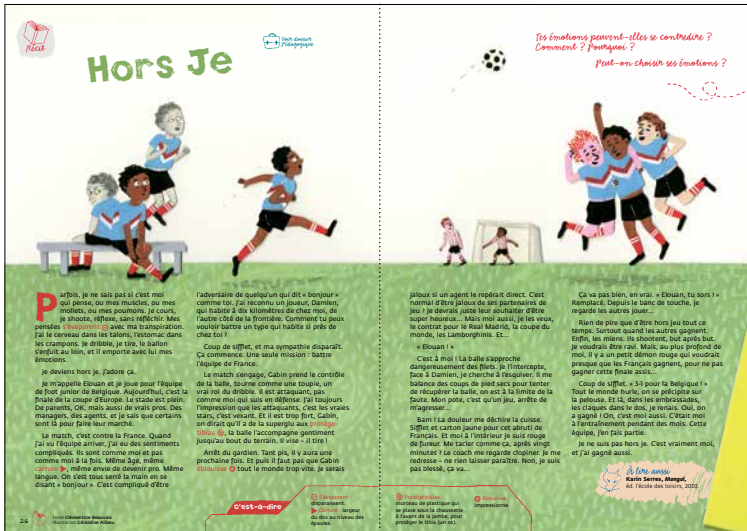 Récit
Hors Je
Voir dossier
Pédagogique
Tes émotions peuvent-elles se contredire ?
Comment ? Pourquoi ?
Peut-on choisir ses émotions ?
Parfois, je ne sais pas si c'est moi
qui pense, ou mes muscles, ou mes
mollets, ou mes poumons. Je cours,
je shoote, réflexe, sans réfléchir. Mes
pensées s'évaporent avec ma transpiration.
J'ai le cerveau dans les talons, l'estomac dans
les crampons. Je dribble, je tire, le ballon
s'enfuit au loin, et il emporte avec lui mes
émotions.
Je deviens hors je. J'adore ça.
Je m'appelle Elouan et je joue pour l'équipe
de foot junior de Belgique. Aujourd'hui, c'est la
finale de la coupe d'Europe. Le stade est plein.
De parents, OK, mais aussi de vrais pros. Des
managers, des agents, et je sais que certains
sont là pour faire leur marché.
Le match, c'est contre la France. Quand
j'ai vu l'équipe arriver, j'ai eu des sentiments
compliqués. Ils sont comme moi et pas
comme moi à la fois. Même âge, même
carrure, même envie de devenir pro. Même
langue. On s'est tous serré la main en se
disant « bonjour ». C'est compliqué d'être
l'adversaire de quelqu'un qui dit « bonjour »
comme toi. J'ai reconnu un joueur, Damien,
qui habite à dix kilomètres de chez moi, de
l'autre côté de la frontière. Comment tu peux
vouloir battre un type qui habite si près de
chez toi ?
Coup de sifflet, et ma sympathie disparaît.
Ça commence. Une seule mission : battre
l'équipe de France.
Le match s'engage, Gabin prend le contrôle
de la balle, tourne comme une toupie, un
vrai roi du dribble. Il est attaquant, pas
comme moi qui suis en défense. J'ai toujours
l'impression que les attaquants, c'est les vraies
stars, c'est vexant. Et il est trop fort, Gabin,
on dirait qu'il a de la superglu aux protège-
tibias, la balle l'accompagne gentiment
jusqu'au bout du terrain. Il vise – il tire !
Arrêt du gardien. Tant pis, il y aura une
prochaine fois. Et puis il faut pas que Gabin
éblouisse tout le monde trop vite. Je serais
jaloux si un agent le repérait direct. C'est
normal d'être jaloux de ses partenaires de
jeu ? Je devrais juste leur souhaiter d'être
super heureux... Mais moi aussi, je les veux,
le contrat pour le Real Madrid, la coupe du
monde, les Lamborghinis. Et...
« Elouan ! »
C'est à moi ! La balle s'approche
dangereusement des filets. Je l'intercepte,
face à Damien, je cherche à l'esquiver. Il me
balance des coups de pied secs pour tenter
de récupérer la balle, on est à la limite de la
faute. Mon pote, c'est qu'un jeu, arrête de
m'agresser...
Bam ! La douleur me déchire la cuisse.
Sifflet et carton jaune pour cet abruti de
Français. Et moi à l'intérieur je suis rouge
de fureur. Me tacler comme ça, après vingt
minutes ? Le coach me regarde clopiner. Je me
redresse – ne rien laisser paraître. Non, je suis
pas blessé, ça va...
Ça va pas bien, en vrai. « Elouan, tu sors ! »
Remplacé. Depuis le banc de touche, je
regarde les autres jouer...
Rien de pire que d'être hors jeu tout ce
temps. Surtout quand les autres gagnent.
Enfin, les miens. Ils shootent, but après but.
Je voudrais être ravi. Mais, au plus profond de
moi, il y a un petit démon rouge qui voudrait
presque que les Français gagnent, pour ne pas
gagner cette finale assis...
Coup de sifflet. « 3-1 pour la Belgique ! »
Tout le monde hurle, on se précipite sur
la pelouse. Et là, dans les embrassades,
les claques dans le dos, je renais. Oui, on
a gagné ! On, c'est moi aussi. C'était moi
à l'entraînement pendant des mois. Cette
équipe, j'en fais partie.
Je ne suis pas hors je. C'est vraiment moi,
et j'ai gagné aussi.
À lire aussi
Karin Serres, Mongol,
éd. l'école des loisirs, 2003.
C'est-à-dire
S'évaporent :
disparaissent.
Carrure : largeur
du dos au niveau des
épaules.
Protège-tibias :
morceau de plastique qui
se place sous la chaussette,
à l'avant de la jambe, pour
protéger le tibia (un os).
Éblouisse :
impressionne.
26
Texte Clémentine Beauvais
Illustration Géraldine Alibeu